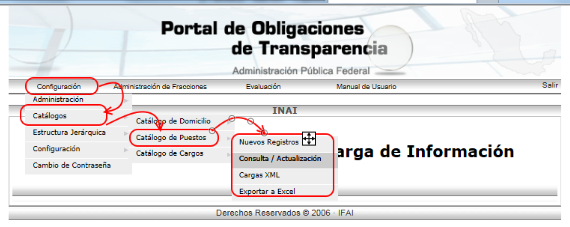 Portal de Obligaciones
de Transparencia
Administración Pública Federal
Configuración Administración de Fracciones Evaluación Manual de Usuario Salir
INAI
Administración
Catálogos
Estructura Jerárquica
Configuración
Cambio de Contraseña
Catálogo de Domicilio
Catálogo de Puestos
Catálogo de Cargos
Nuevos Registros
Consulta / Actualización
Cargas XML
Exportar a Excel
arga de Información
Derechos Reservados © 2006 - IFAI